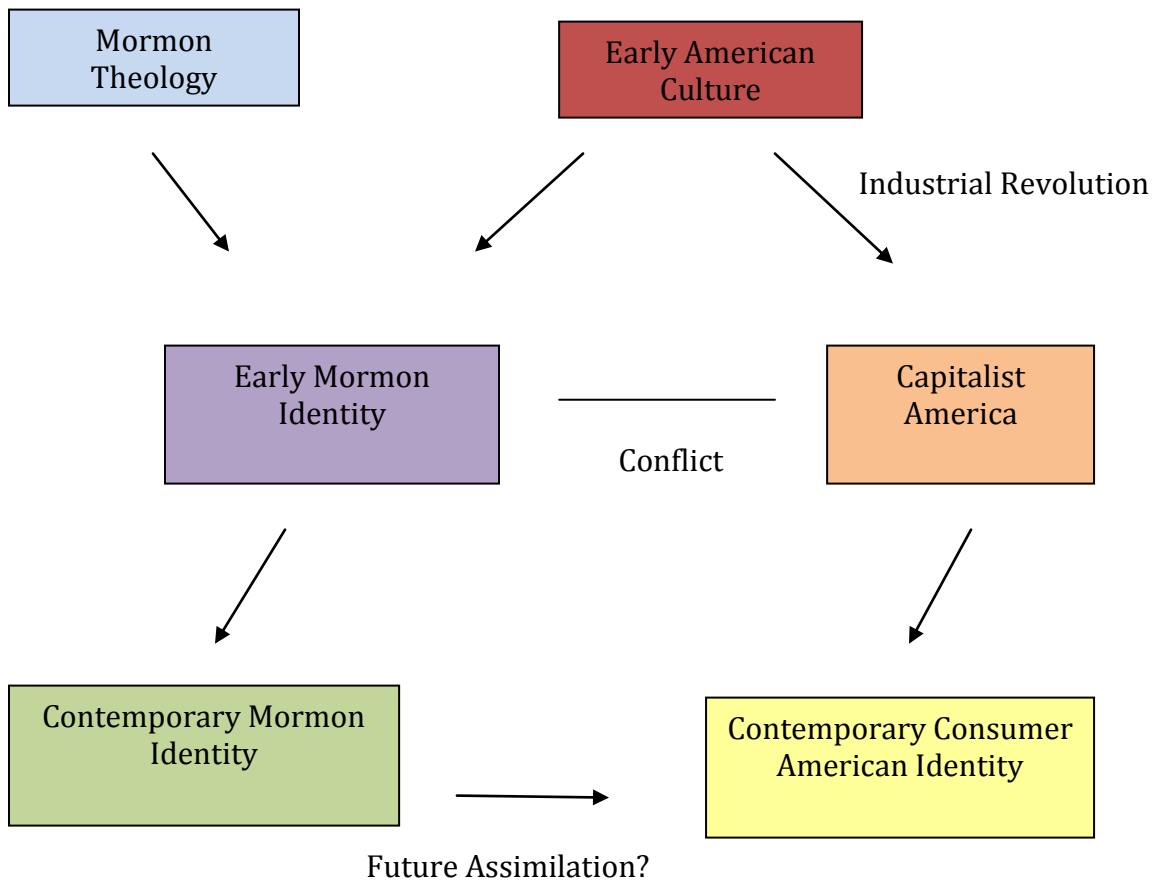 Mormon
Theology
Early American
Culture
Industrial Revolution
Early Mormon
Identity
Conflict
Capitalist
America
Contemporary Mormon
Identity
Contemporary Consumer
American Identity
Future Assimilation?